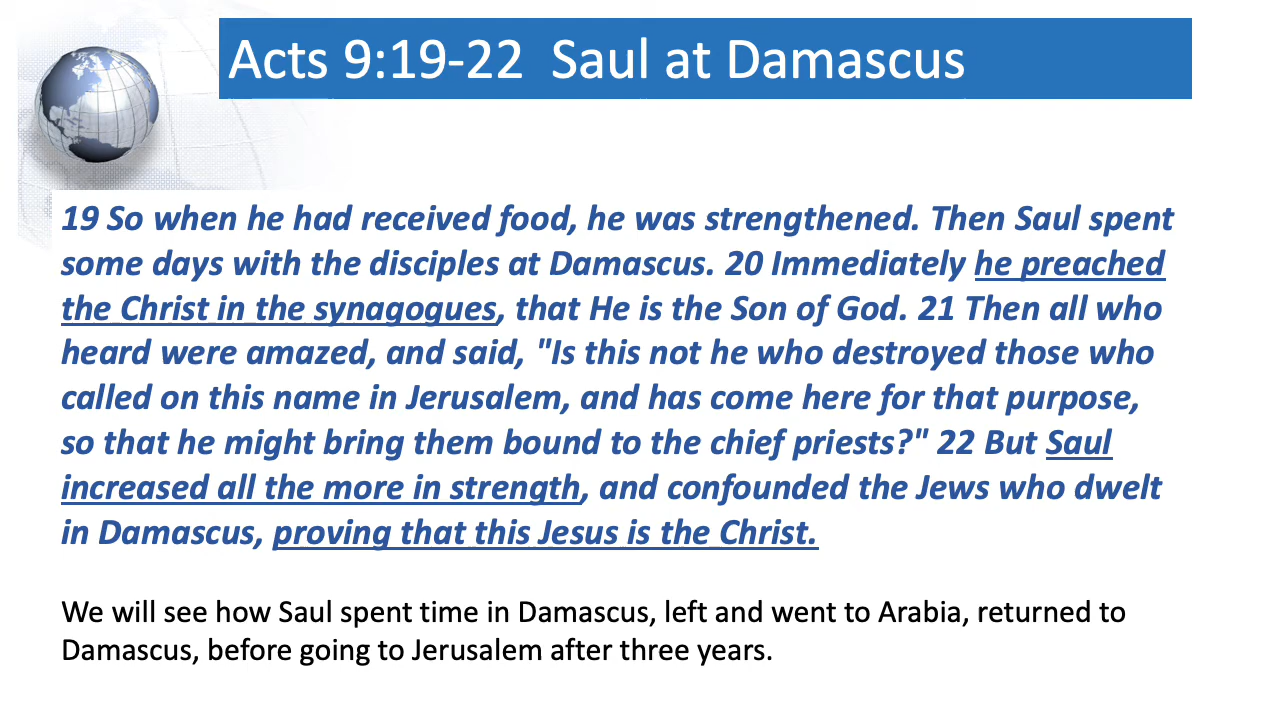 Acts 9:19-22  Saul at Damascus
19 So when he had received food, he was strengthened. Then Saul spent
some days with the disciples at Damascus. 20 Immediately he preached
the Christ in the synagogues, that He is the Son of God. 21 Then all who
heard were amazed, and said, "Is this not he who destroyed those who
called on this name in Jerusalem, and has come here for that purpose,
so that he might bring them bound to the chief priests?" 22 But Saul
increased all the more in strength, and confounded the Jews who dwelt
in Damascus, proving that this Jesus is the Christ.
We will see how Saul spent time in Damascus, left and went to Arabia, returned to
Damascus, before going to Jerusalem after three years.